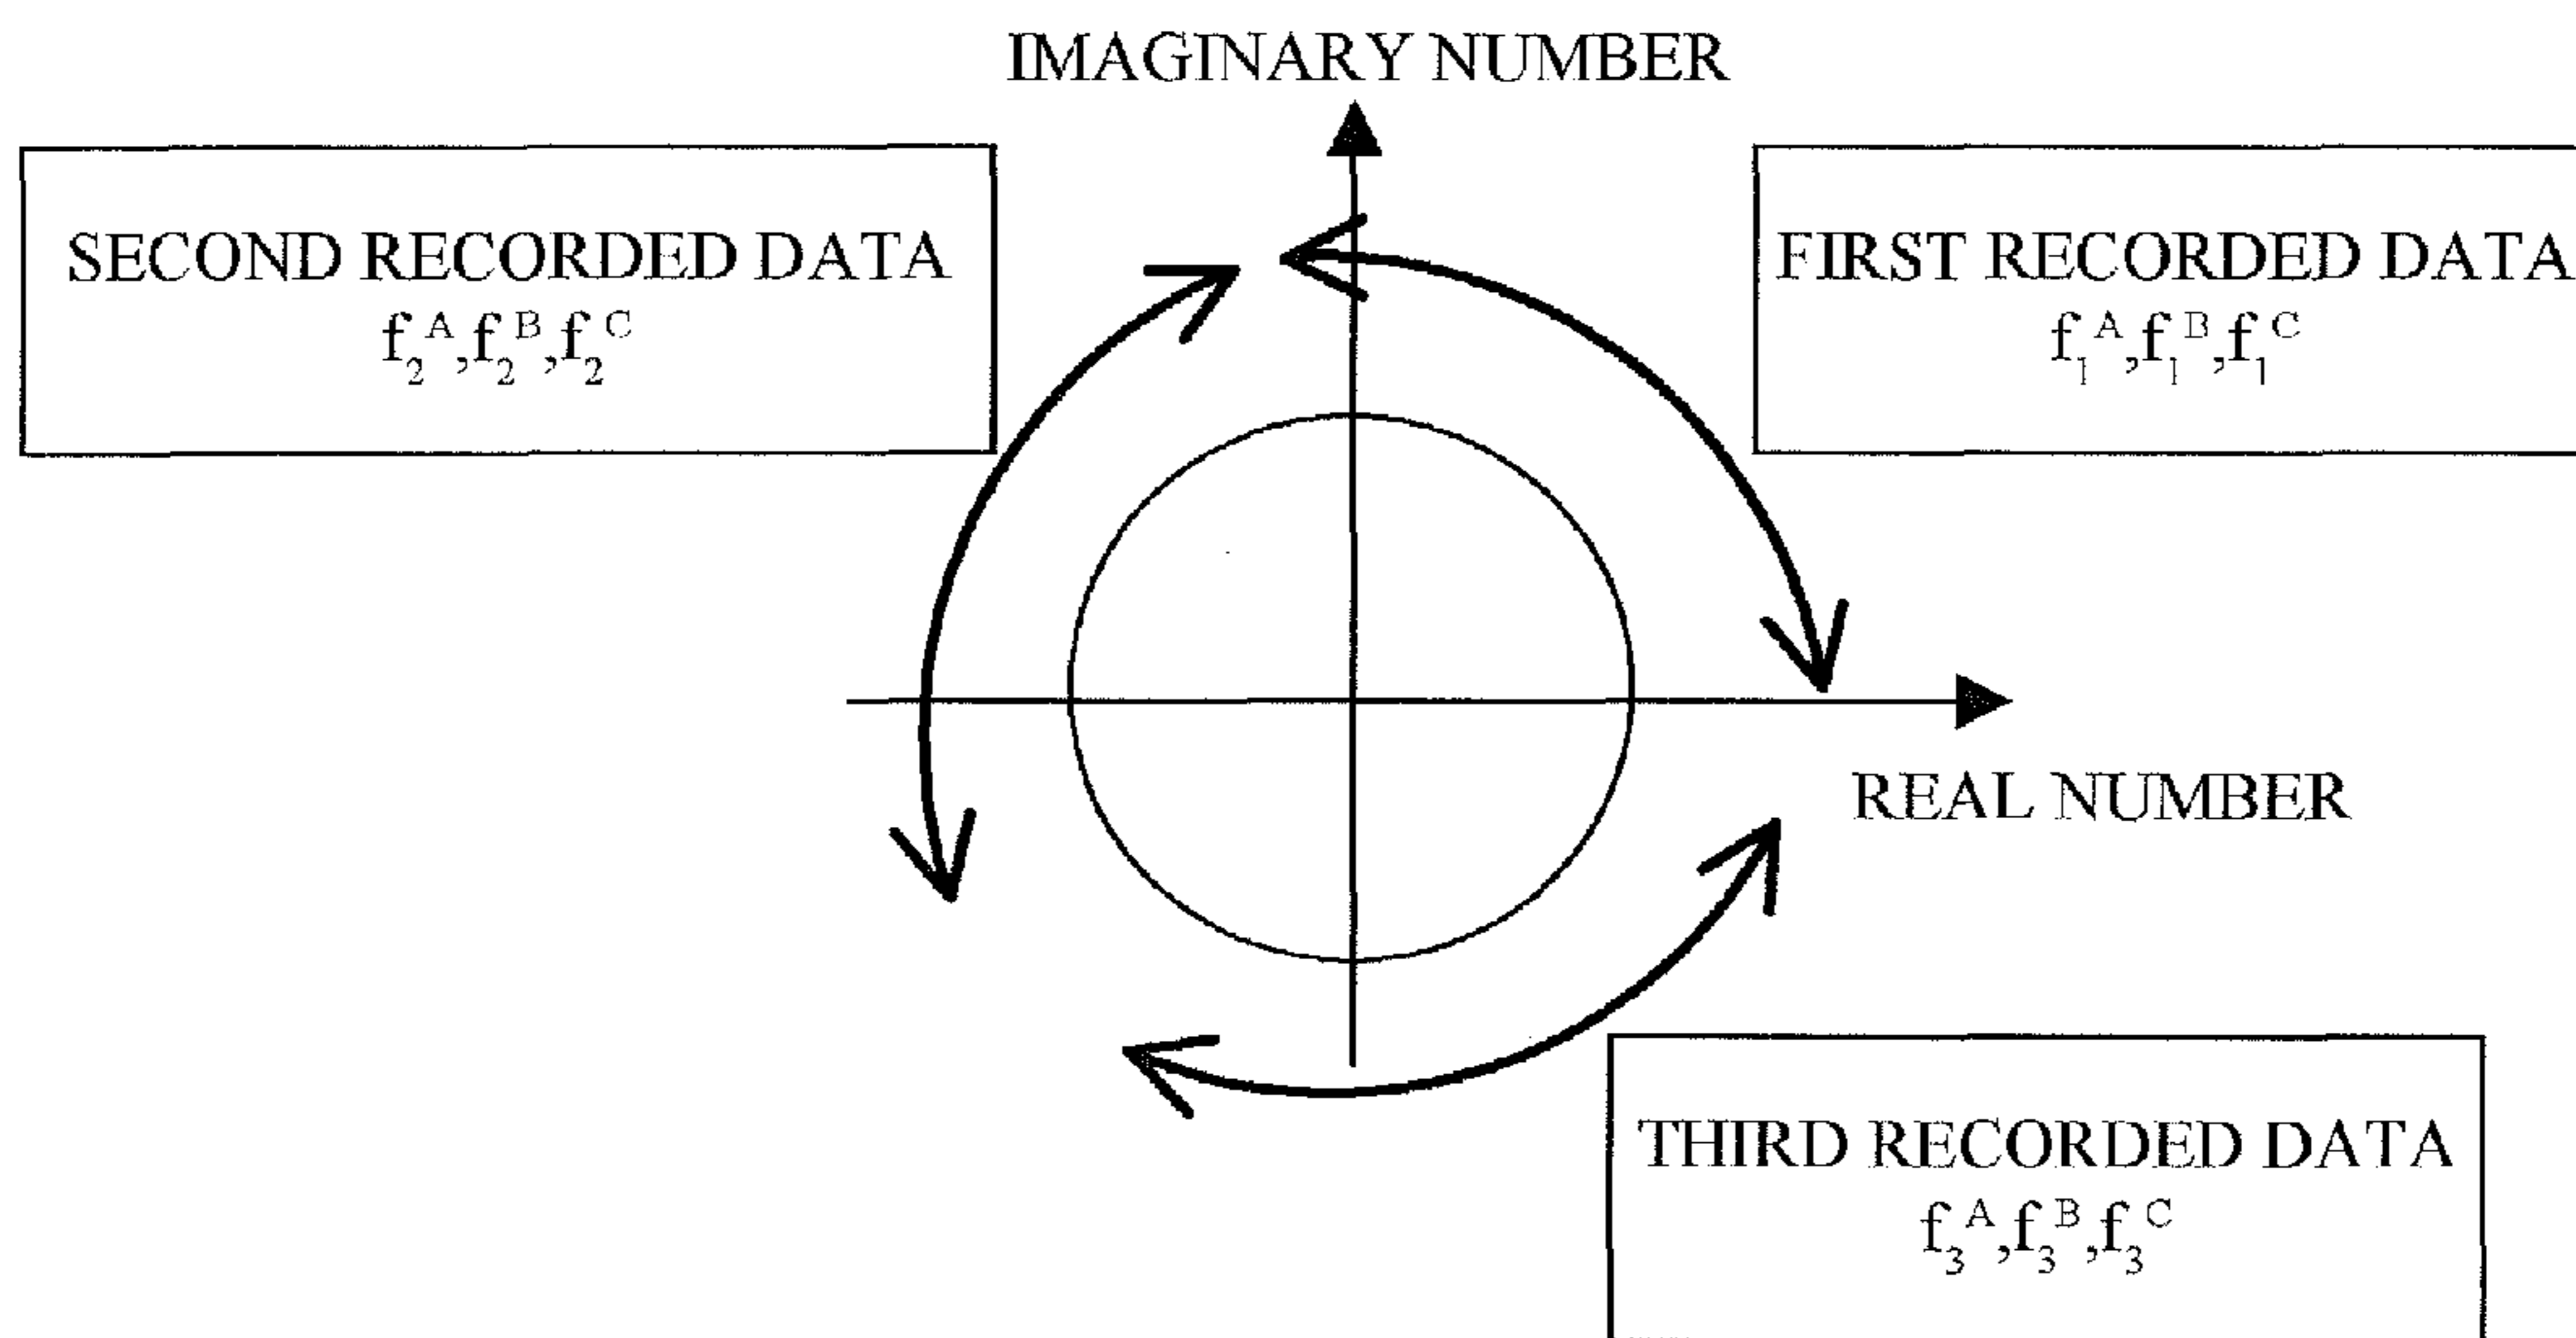 IMAGINARY NUMBER
SECOND RECORDED DATA
f₂ᴬ,f₂ᴮ,f₂ᶜ
FIRST RECORDED DATA
f₁ᴬ,f₁ᴮ,f₁ᶜ
REAL NUMBER
THIRD RECORDED DATA
f₃ᴬ,f₃ᴮ,f₃ᶜ